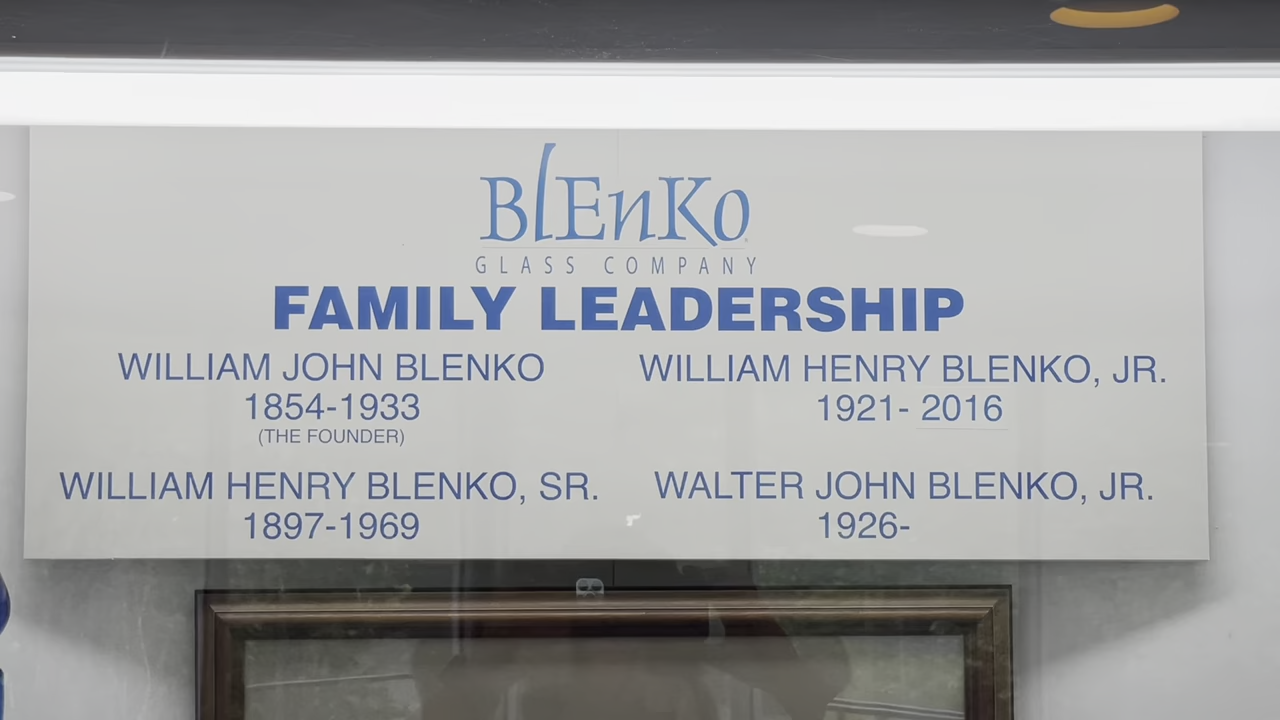 BlEnKo
GLASS COMPANY
FAMILY LEADERSHIP
WILLIAM JOHN BLENKO
1854-1933
(THE FOUNDER)
WILLIAM HENRY BLENKO, SR.
1897-1969
WILLIAM HENRY BLENKO, JR.
1921- 2016
WALTER JOHN BLENKO, JR.
1926-